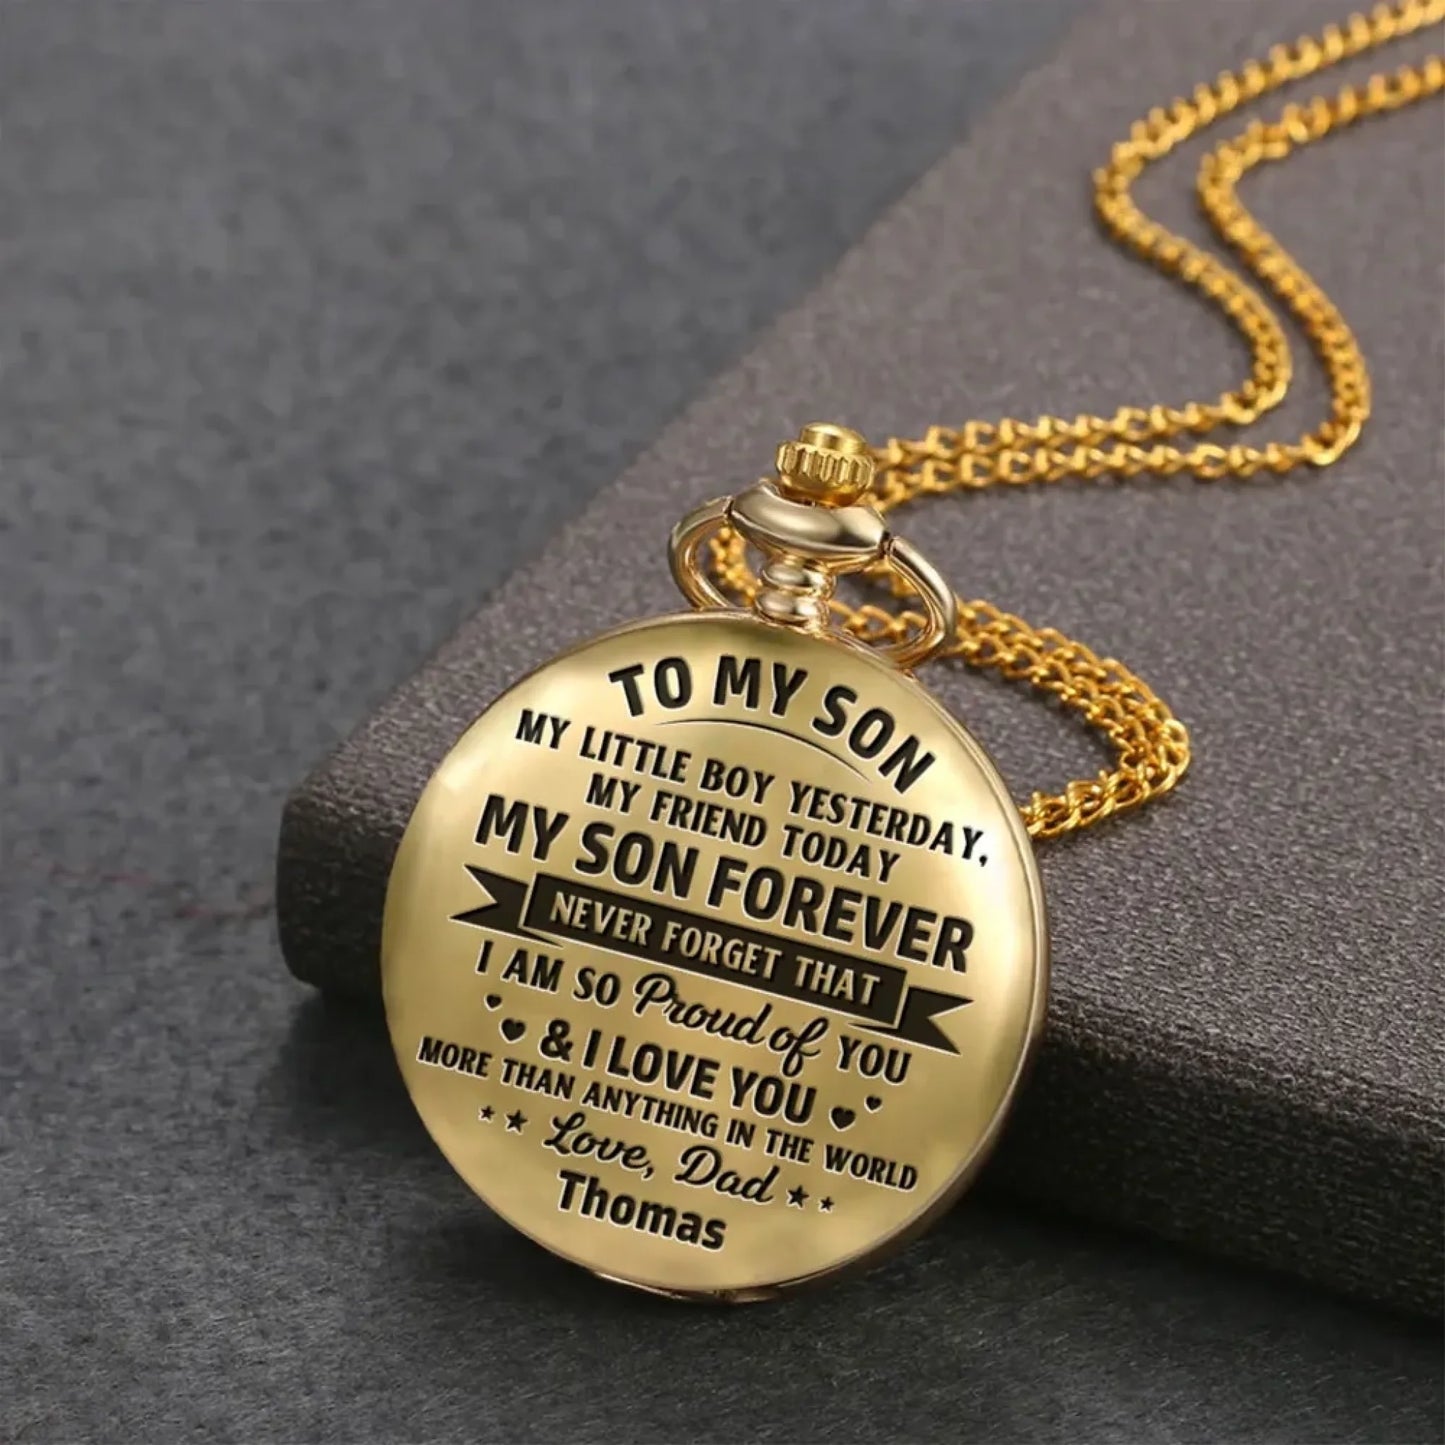 TO MY SON
MY LITTLE BOY YESTERDAY,
MY FRIEND TODAY
MY SON FOREVER
NEVER FORGET THAT
I AM SO Proud of YOU
& I LOVE YOU
MORE THAN ANYTHING IN THE WORLD
Love, Dad
Thomas